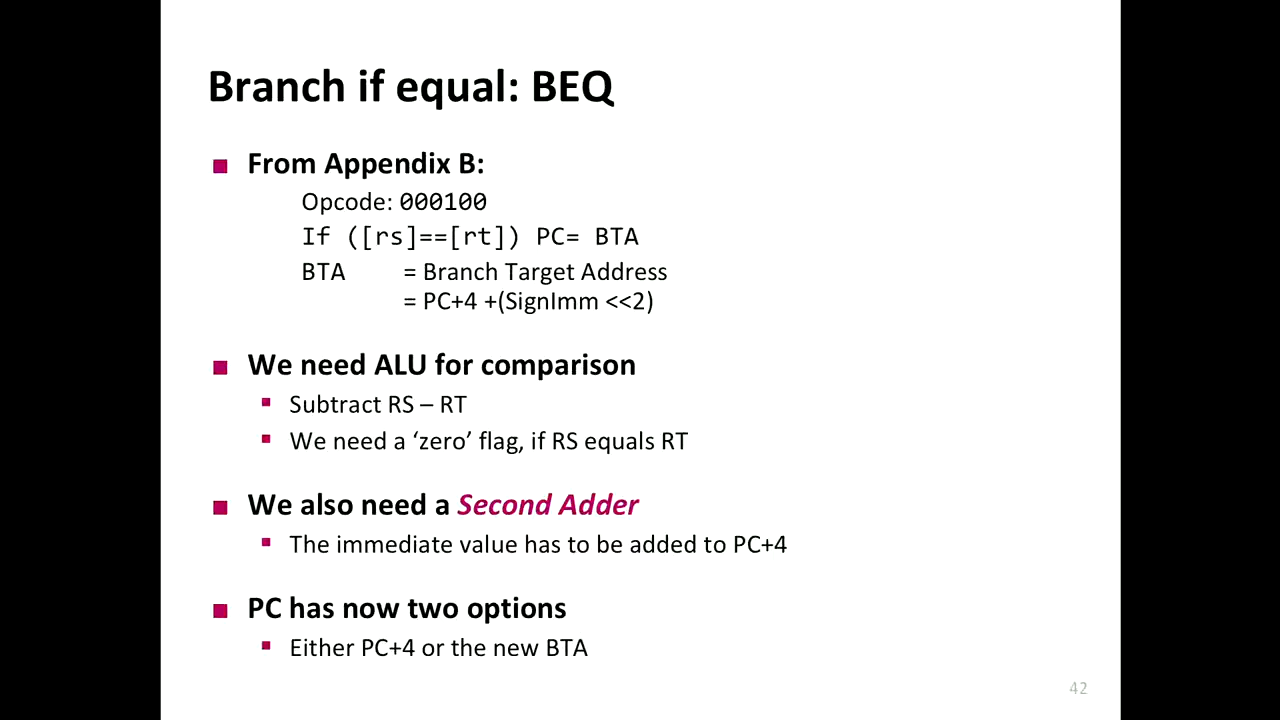 Branch if equal: BEQ
From Appendix B:
Opcode: 000100
If ([rs]==[rt]) PC= BTA
BTA = Branch Target Address
= PC+4 +(SignImm <<2)
We need ALU for comparison
Subtract RS – RT
We need a ‘zero’ flag, if RS equals RT
We also need a Second Adder
The immediate value has to be added to PC+4
PC has now two options
Either PC+4 or the new BTA
42